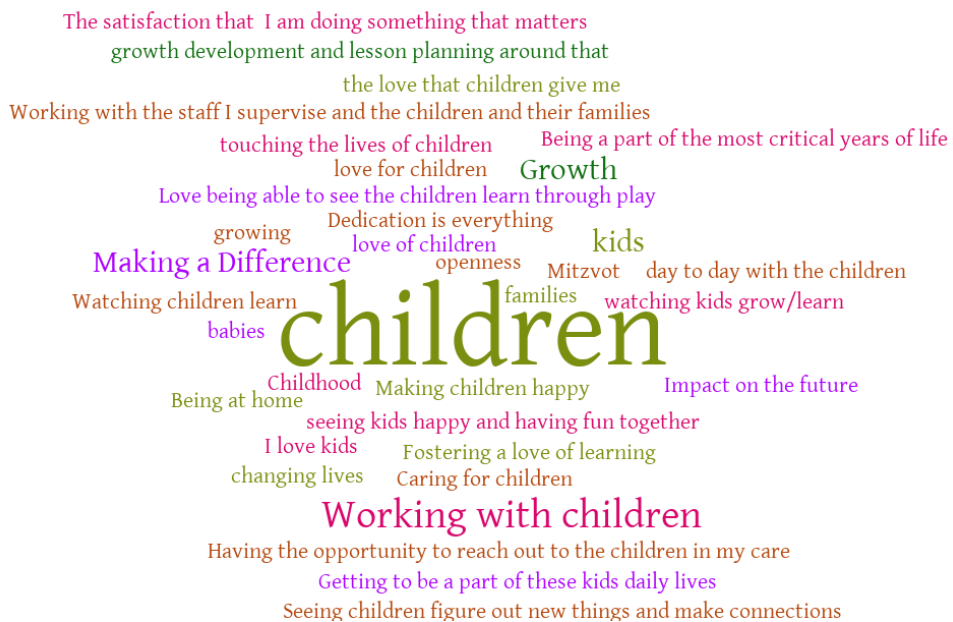 The satisfaction that I am doing something that matters
growth development and lesson planning around that
the love that children give me
Working with the staff I supervise and the children and their families
Being a part of the most critical years of life
touching the lives of children
love for children
Growth
Love being able to see the children learn through play
Dedication is everything
growing
love of children
kids
Making a Difference
openness
Mitzvot
day to day with the children
Watching children learn
families
watching kids grow/learn
babies
children
Childhood
Making children happy
Impact on the future
Being at home
seeing kids happy and having fun together
I love kids
Fostering a love of learning
changing lives
Caring for children
Working with children
Having the opportunity to reach out to the children in my care
Getting to be a part of these kids daily lives
Seeing children figure out new things and make connections